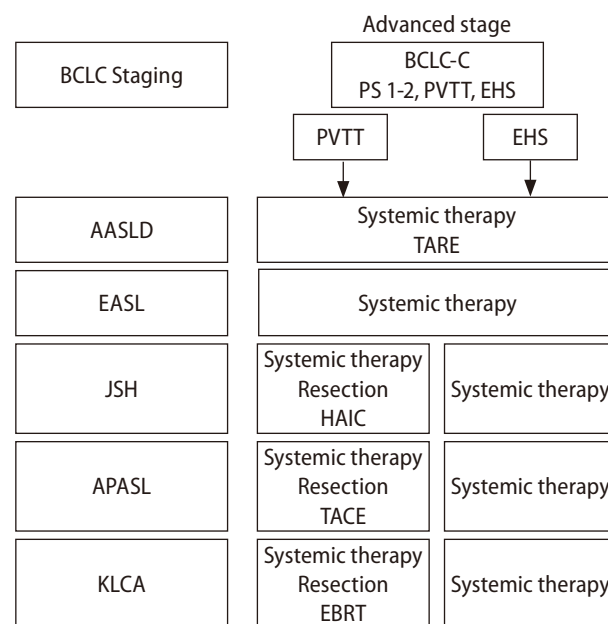 Advanced stage
BCLC Staging
BCLC-C
PS 1-2, PVTT, EHS
PVTT
EHS
AASLD
Systemic therapy
TARE
EASL
Systemic therapy
JSH
Systemic therapy
Resection
HAIC
Systemic therapy
APASL
Systemic therapy
Resection
TACE
Systemic therapy
KLCA
Systemic therapy
Resection
EBRT
Systemic therapy